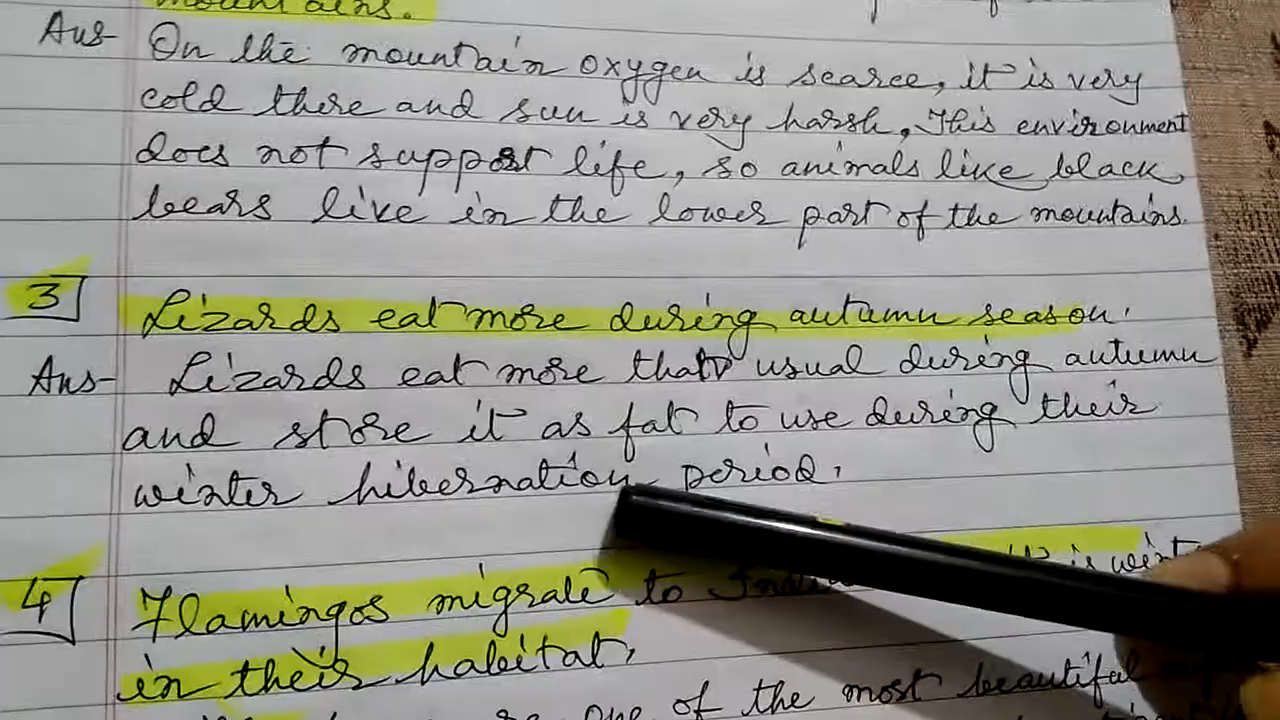 mountains.
Ans- On the mountain oxygen is scarce, it is very
cold there and sun is very harsh, This environment
does not support life, so animals like black
bears live in the lower part of the mountains.
3 Lizards eat more during autumn season.
Ans- Lizards eat more than usual during autumn
and store it as fat to use during their
winter hibernation period.
4 Flamingos migrate to is
in their habitat.
one of the most beautiful